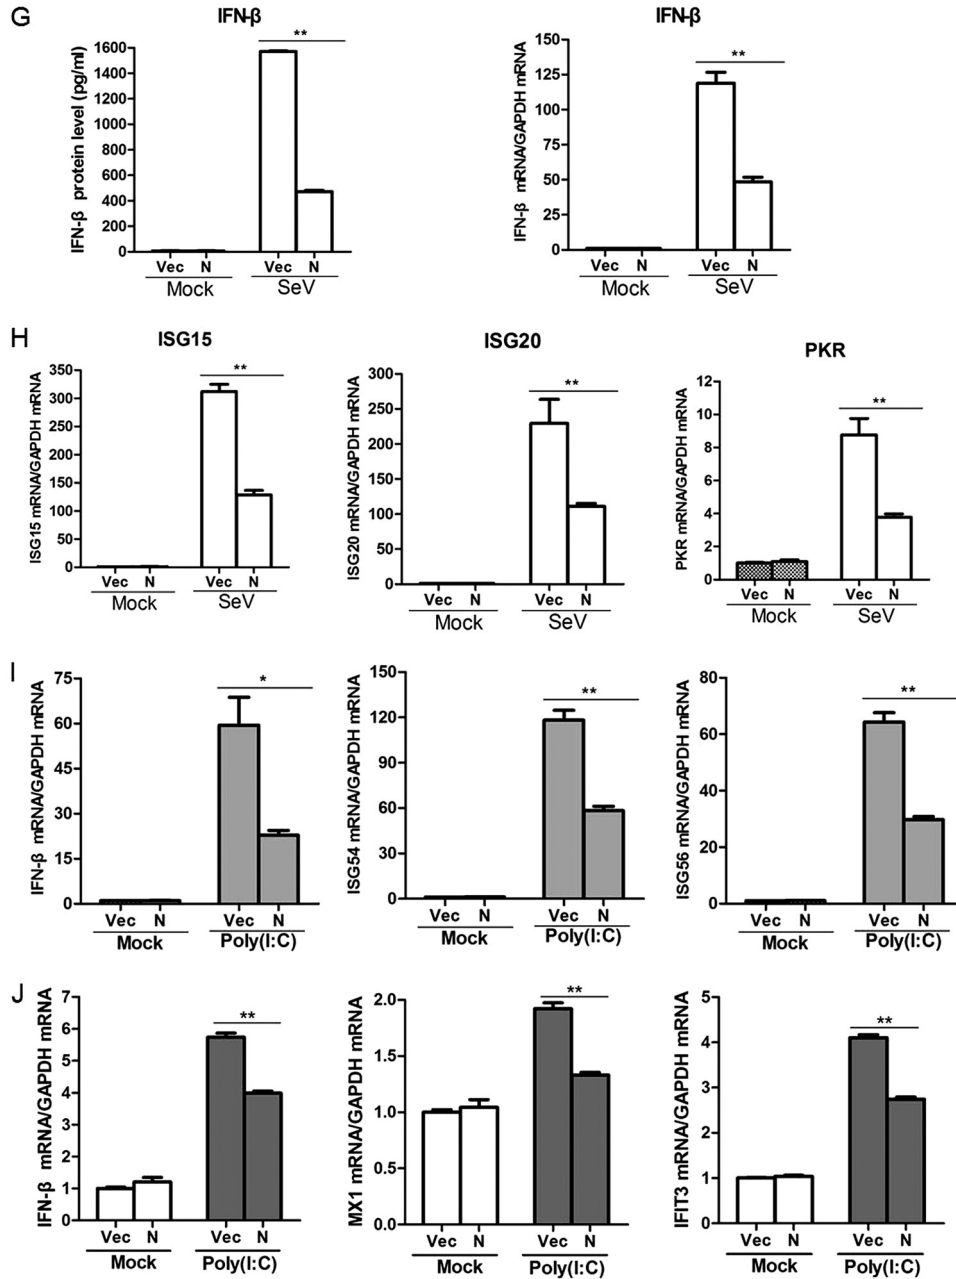 G
IFN-β
IFN-β protein level (pg/ml)
1600
1400
1200
1000
800
600
400
200
0
**
Vec N Vec N
Mock SeV
IFN-β
IFN-β mRNA/GAPDH mRNA
150
125
100
75
50
25
0
**
Vec N Vec N
Mock SeV
H
ISG15
ISG15 mRNA/GAPDH mRNA
350
300
250
200
150
100
50
0
**
Vec N Vec N
Mock SeV
ISG20
ISG20 mRNA/GAPDH mRNA
300
250
200
150
100
50
0
**
Vec N Vec N
Mock SeV
PKR
PKR mRNA/GAPDH mRNA
12
10
8
6
4
2
0
**
Vec N Vec N
Mock SeV
I
IFN-β mRNA/GAPDH mRNA
75
60
45
30
15
0
*
Vec N Vec N
Mock Poly(I:C)
ISG54 mRNA/GAPDH mRNA
150
120
90
60
30
0
**
Vec N Vec N
Mock Poly(I:C)
ISG56 mRNA/GAPDH mRNA
80
60
40
20
0
**
Vec N Vec N
Mock Poly(I:C)
J
IFN-β mRNA/GAPDH mRNA
7
6
5
4
3
2
1
0
**
Vec N Vec N
Mock Poly(I:C)
MX1 mRNA/GAPDH mRNA
2.0
1.5
1.0
0.5
0.0
**
Vec N Vec N
Mock Poly(I:C)
IFIT3 mRNA/GAPDH mRNA
5
4
3
2
1
0
**
Vec N Vec N
Mock Poly(I:C)